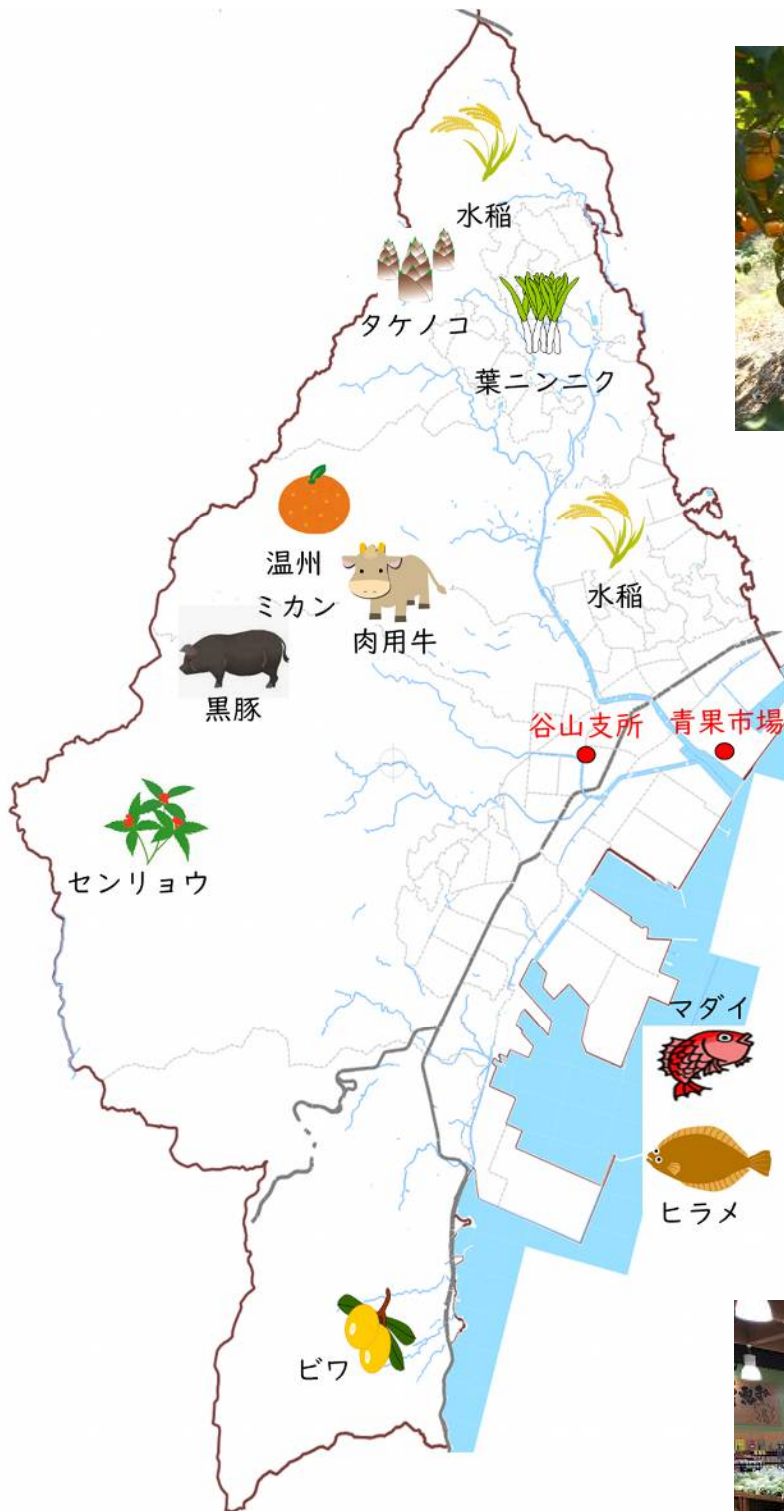 水稲
タケノコ
葉ニンニク
温州
ミカン
水稲
肉用牛
黒豚
谷山支所
青果市場
センリョウ
マダイ
ヒラメ
ビワ